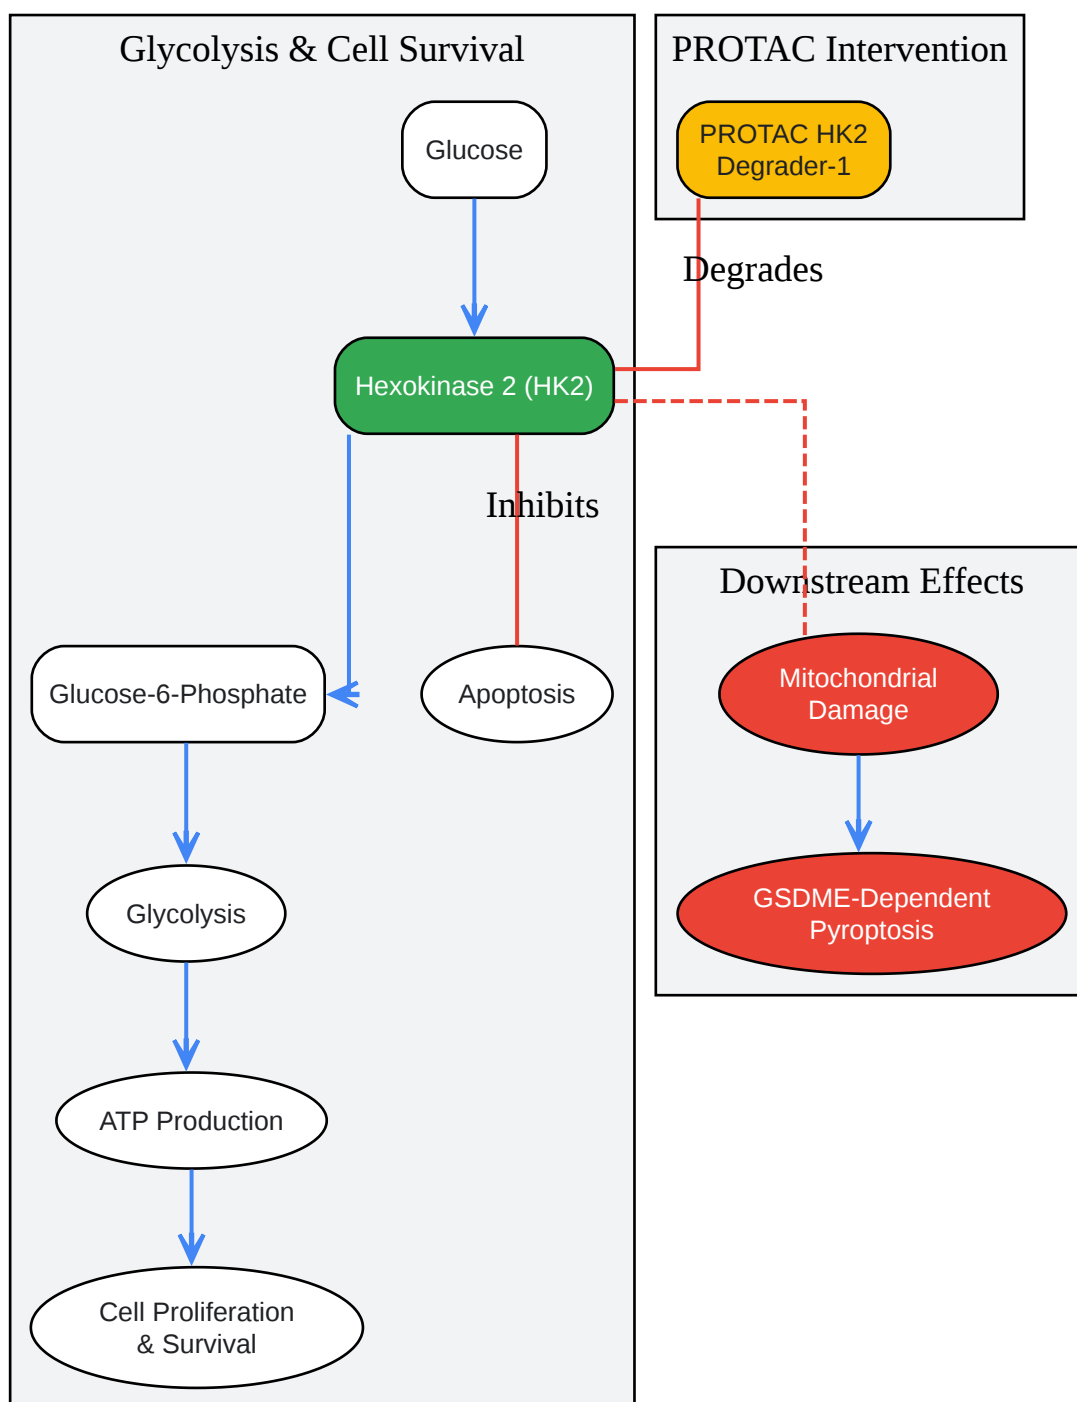 Glycolysis & Cell Survival
PROTAC Intervention
Glucose
PROTAC HK2
Degrader-1
Degrades
Hexokinase 2 (HK2)
Inhibits
Downstream Effects
Glucose-6-Phosphate
Apoptosis
Mitochondrial
Damage
Glycolysis
GSDME-Dependent
Pyroptosis
ATP Production
Cell Proliferation
& Survival